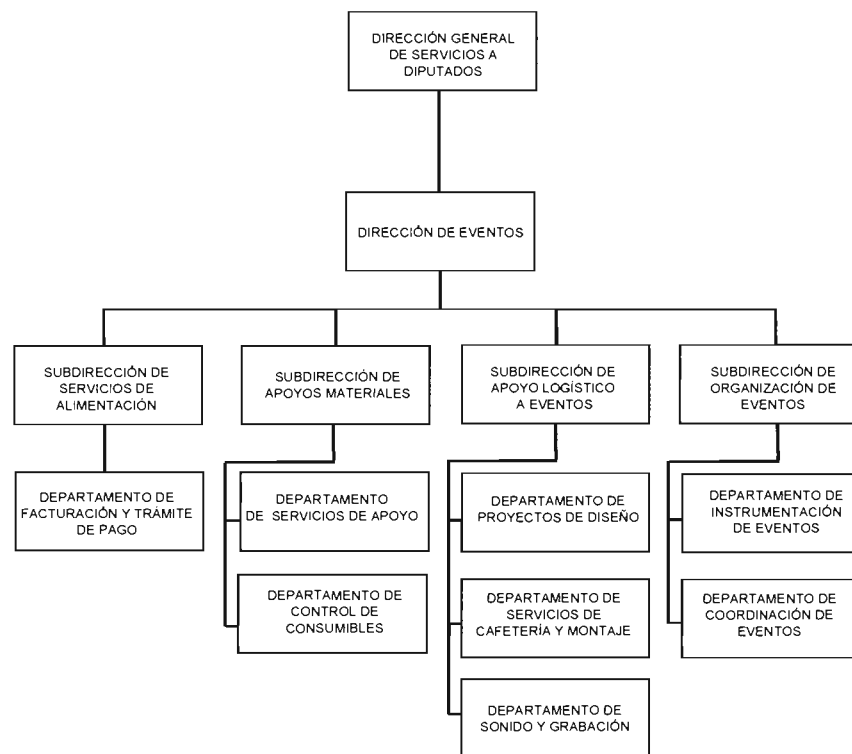 DIRECCIÓN GENERAL
DE SERVICIOS A
DIPUTADOS
DIRECCIÓN DE EVENTOS
SUBDIRECCIÓN DE
SERVICIOS DE
ALIMENTACIÓN
SUBDIRECCIÓN DE
APOYOS MATERIALES
SUBDIRECCIÓN DE
APOYO LOGÍSTICO
A EVENTOS
SUBDIRECCIÓN DE
ORGANIZACIÓN DE
EVENTOS
DEPARTAMENTO DE
FACTURACIÓN Y TRÁMITE
DE PAGO
DEPARTAMENTO
DE SERVICIOS DE APOYO
DEPARTAMENTO DE
PROYECTOS DE DISEÑO
DEPARTAMENTO DE
INSTRUMENTACIÓN
DE EVENTOS
DEPARTAMENTO DE
CONTROL DE
CONSUMIBLES
DEPARTAMENTO DE
SERVICIOS DE
CAFETERÍA Y MONTAJE
DEPARTAMENTO DE
COORDINACIÓN DE
EVENTOS
DEPARTAMENTO DE
SONIDO Y GRABACIÓN